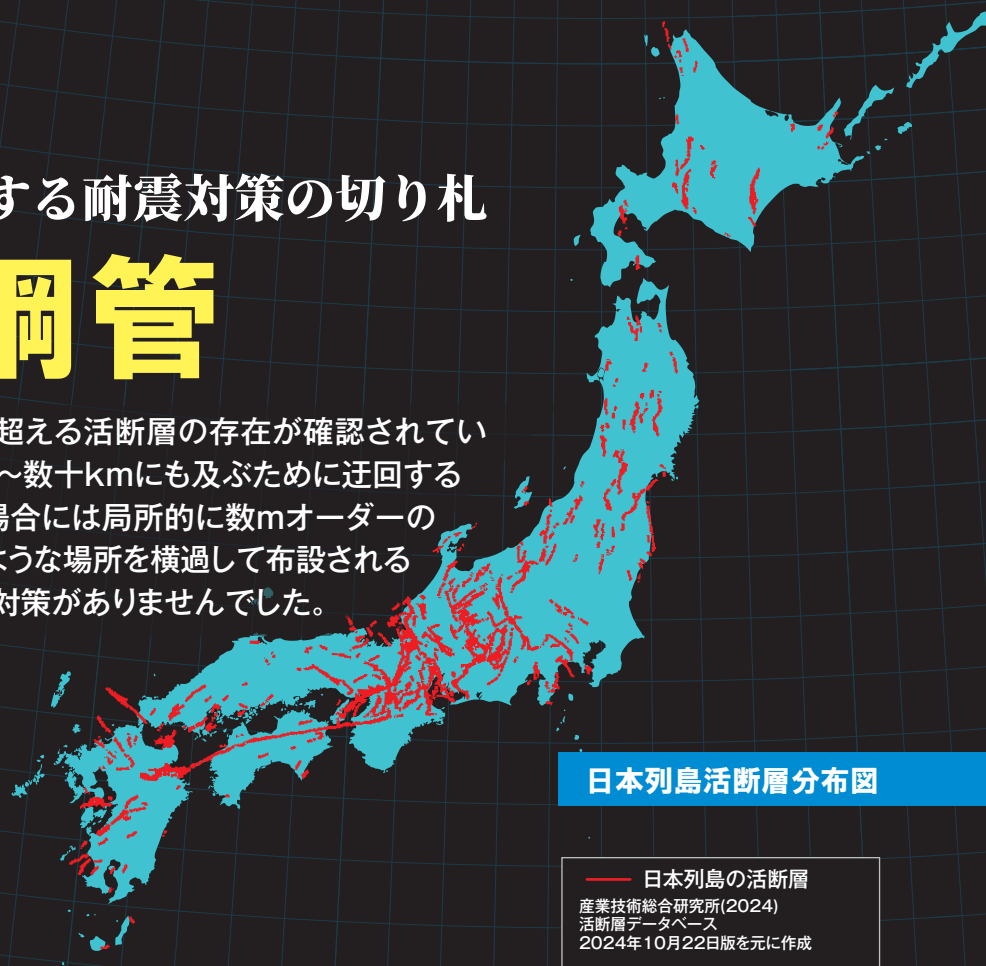 する耐震対策の切り札
鋼管
超える活断層の存在が確認されてい
～数十kmにも及ぶために迂回する
場合には局所的に数mオーダーの
ような場所を横過して布設される
対策がありませんでした。
日本列島活断層分布図
日本列島の活断層
産業技術総合研究所(2024)
活断層データベース
2024年10月22日版を元に作成